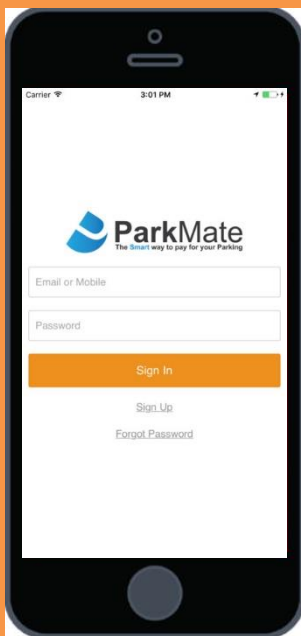 Carrier 3:01 PM
ParkMate
The Smart way to pay for your Parking
Email or Mobile
Password
Sign In
Sign Up
Forgot Password